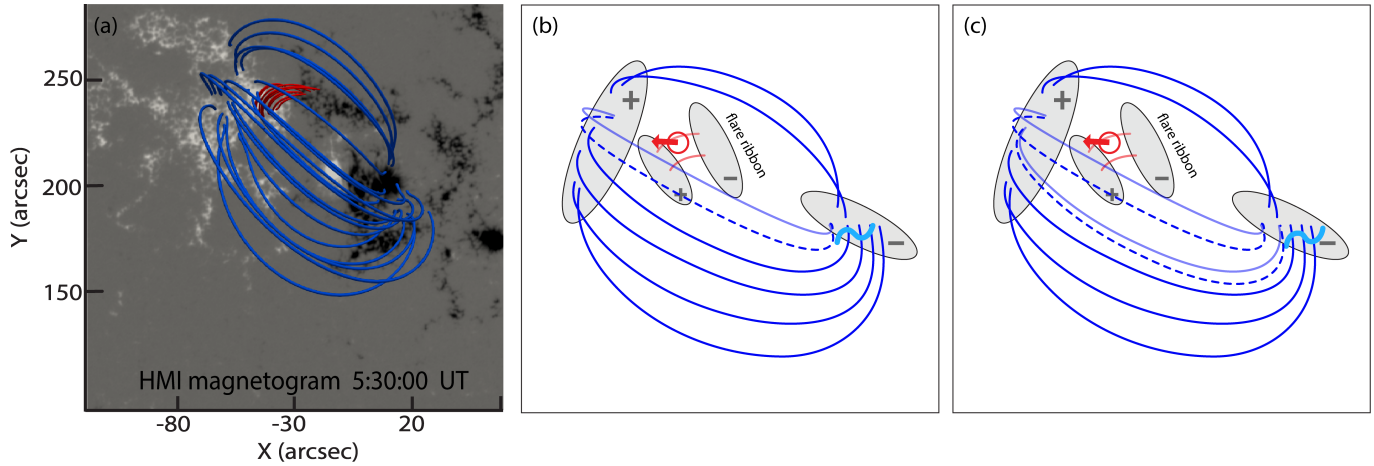 (a)
250
200
150
Y (arcsec)
HMI magnetogram 5:30:00 UT
-80
-30
20
X (arcsec)
(b)
+
flare ribbon
−
+
−
(c)
+
flare ribbon
−
+
−